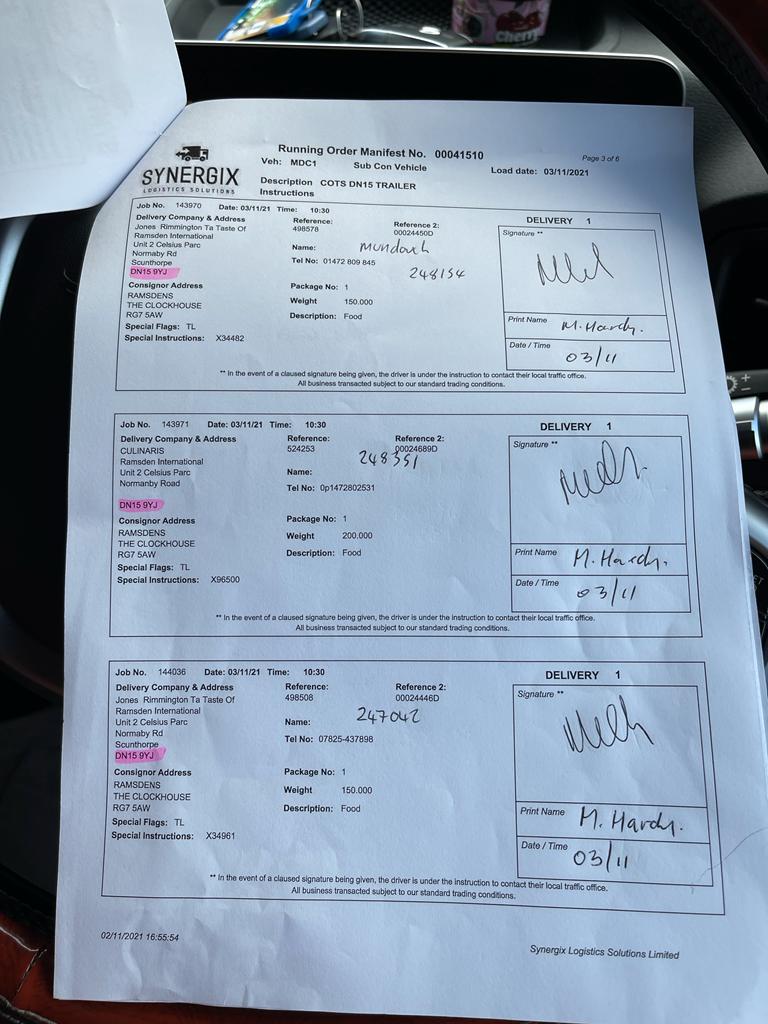 Cherry
SYNERGIX
LOGISTICS SOLUTIONS
Running Order Manifest No. 00041510
Page 3 of 6
Veh: MDC1 Sub Con Vehicle
Load date: 03/11/2021
Description COTS DN15 TRAILER
Instructions
Job No. 143970 Date: 03/11/21 Time: 10:30
Delivery Company & Address
Jones Rimmington Ta Taste Of
Ramsden International
Unit 2 Celsius Parc
Normaby Rd
Scunthorpe
DN15 9YJ
Consignor Address
RAMSDENS
THE CLOCKHOUSE
RG7 5AW
Special Flags: TL
Special Instructions: X34482
Reference: Reference 2:
498578 00024450D
Name:
Tel No: 01472 809 845
248154
Package No: 1
Weight 150.000
Description: Food
DELIVERY 1
Signature **
Print Name M. Hardy.
Date / Time
03/11
** In the event of a claused signature being given, the driver is under the instruction to contact their local traffic office.
All business transacted subject to our standard trading conditions.
Job No. 143971 Date: 03/11/21 Time: 10:30
Delivery Company & Address
CULINARIS
Ramsden International
Unit 2 Celsius Parc
Normanby Road
DN15 9YJ
Consignor Address
RAMSDENS
THE CLOCKHOUSE
RG7 5AW
Special Flags: TL
Special Instructions: X96500
Reference: Reference 2:
524253 00024689D
248351
Name:
Tel No: 0p1472802531
Package No: 1
Weight 200.000
Description: Food
DELIVERY 1
Signature **
Print Name M. Hardy.
Date / Time
03/11
** In the event of a claused signature being given, the driver is under the instruction to contact their local traffic office.
All business transacted subject to our standard trading conditions.
Job No. 144036 Date: 03/11/21 Time: 10:30
Delivery Company & Address
Jones Rimmington Ta Taste Of
Ramsden International
Unit 2 Celsius Parc
Normaby Rd
Scunthorpe
DN15 9YJ
Consignor Address
RAMSDENS
THE CLOCKHOUSE
RG7 5AW
Special Flags: TL
Special Instructions: X34961
Reference: Reference 2:
498508 00024446D
Name: 247042
Tel No: 07825-437898
Package No: 1
Weight 150.000
Description: Food
DELIVERY 1
Signature **
Print Name M. Hardy.
Date / Time
03/11
** In the event of a claused signature being given, the driver is under the instruction to contact their local traffic office.
All business transacted subject to our standard trading conditions.
02/11/2021 16:55:54
Synergix Logistics Solutions Limited